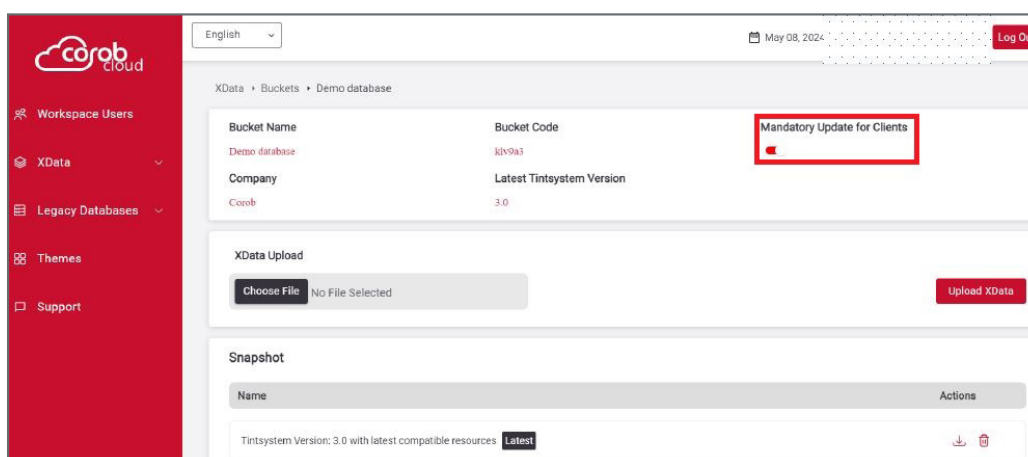 corob
cloud
English
May 08, 2024
Log Ou
XData › Buckets › Demo database
Workspace Users
XData
Legacy Databases
Themes
Support
Bucket Name
Bucket Code
Mandatory Update for Clients
Demo database
klv9a3
Company
Latest Tintsystem Version
Corob
3.0
XData Upload
Choose File No File Selected
Upload XData
Snapshot
Name
Actions
Tintsystem Version: 3.0 with latest compatible resources Latest